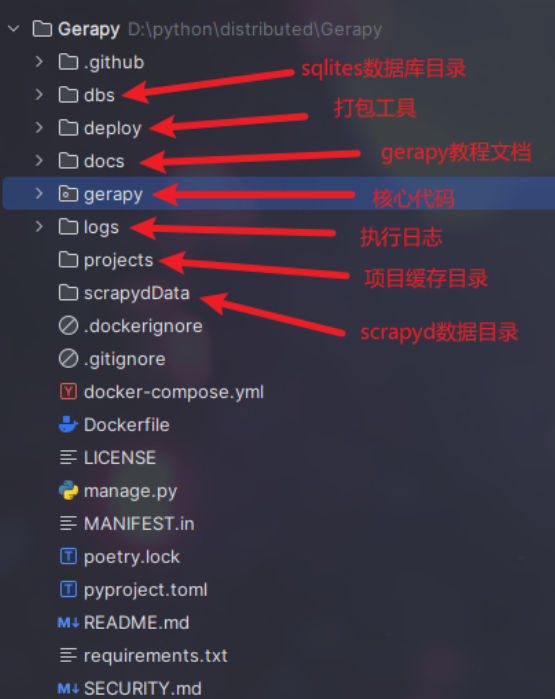 Gerapy D:\python\distributed\Gerapy
.github
dbs
sqlites数据库目录
deploy
打包工具
docs
gerapy教程文档
gerapy
核心代码
logs
执行日志
projects
项目缓存目录
scrapydData
scrapyd数据目录
.dockerignore
.gitignore
docker-compose.yml
Dockerfile
LICENSE
manage.py
MANIFEST.in
poetry.lock
pyproject.toml
README.md
requirements.txt
SECURITY.md